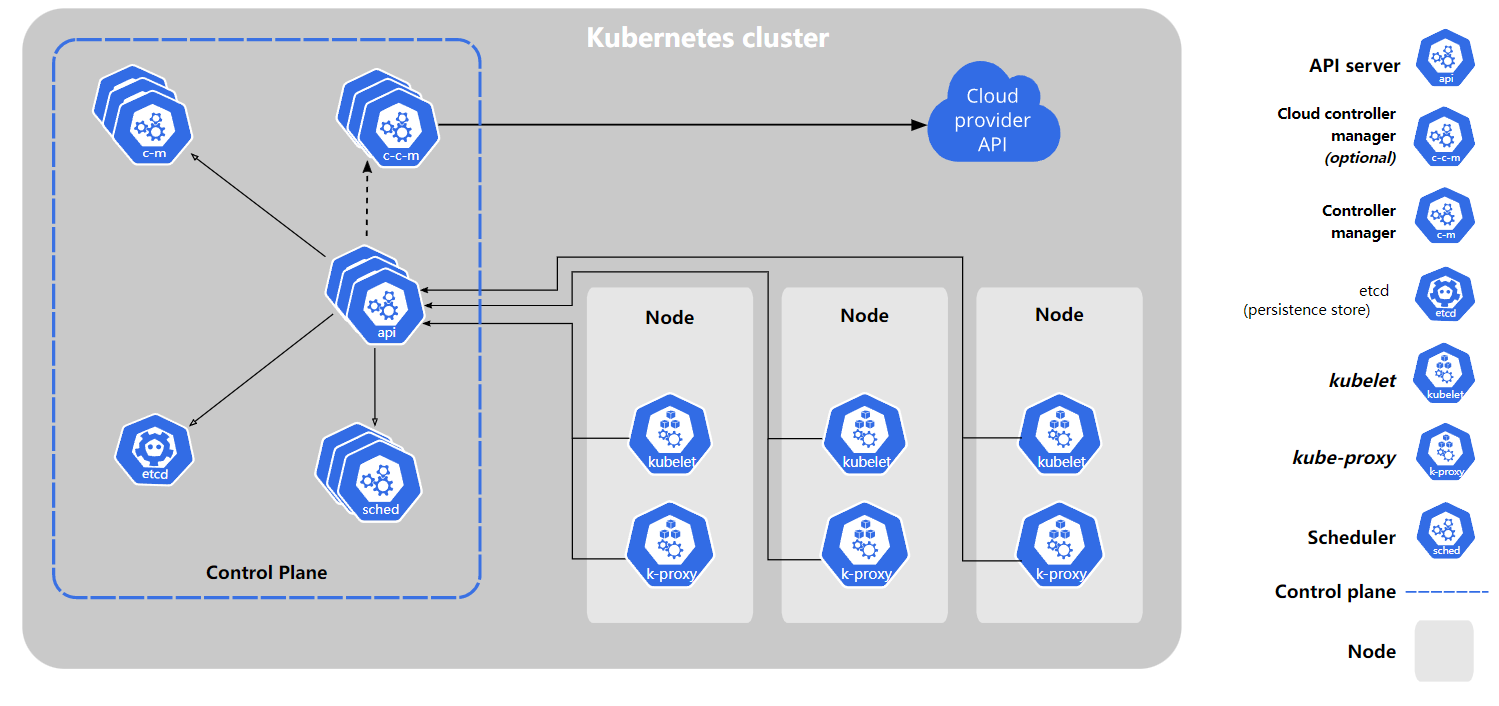 Kubernetes cluster
c-m
c-c-m
Cloud
provider
API
api
etcd
sched
Control Plane
Node
Node
Node
kubelet
kubelet
kubelet
k-proxy
k-proxy
k-proxy
API server
api
Cloud controller
manager
(optional)
c-c-m
Controller
manager
c-m
etcd
(persistence store)
etcd
kubelet
kubelet
kube-proxy
k-proxy
Scheduler
sched
Control plane
Node